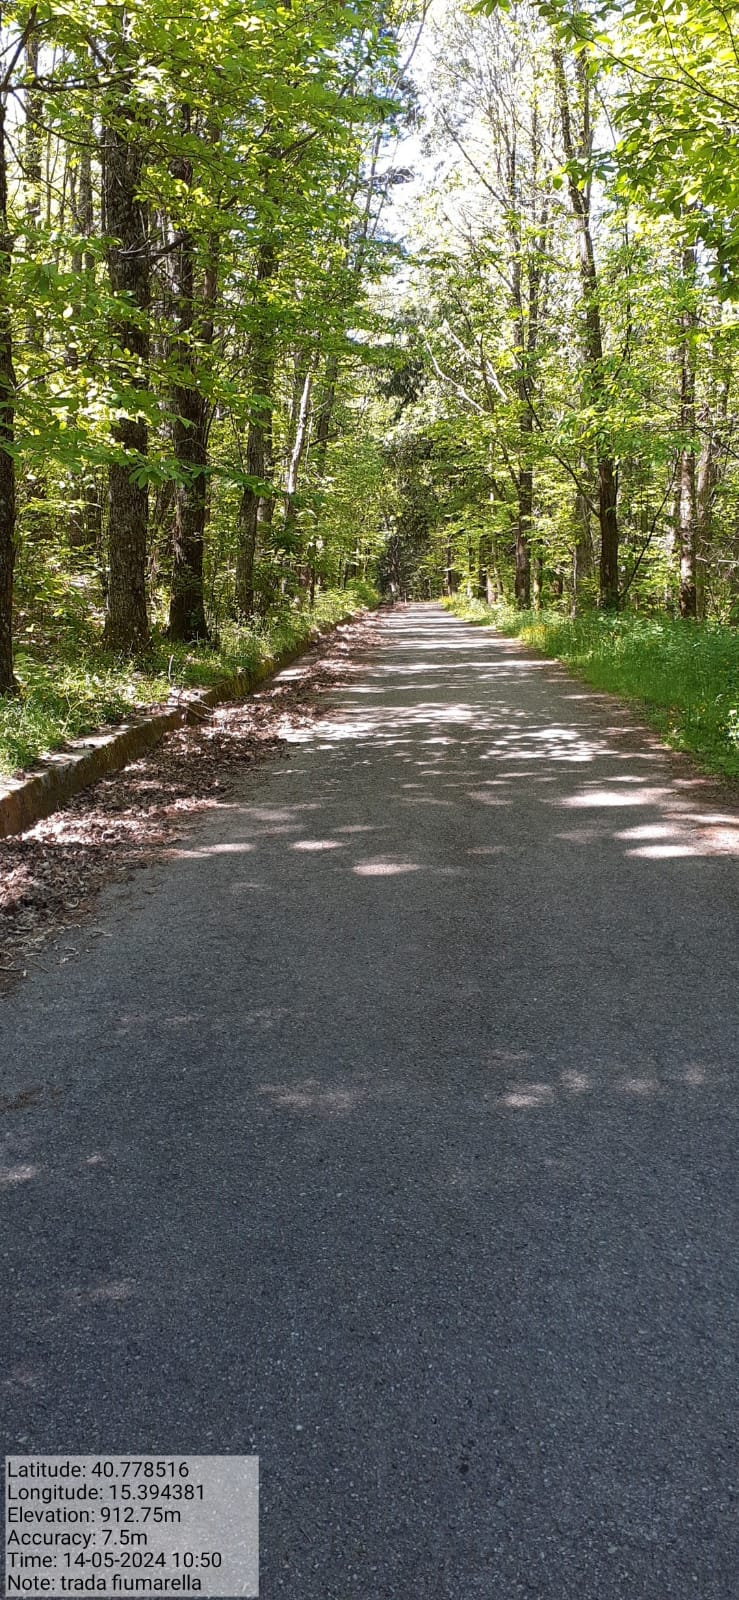 Latitude: 40.778516
Longitude: 15.394381
Elevation: 912.75m
Accuracy: 7.5m
Time: 14-05-2024 10:50
Note: trada fiumarella